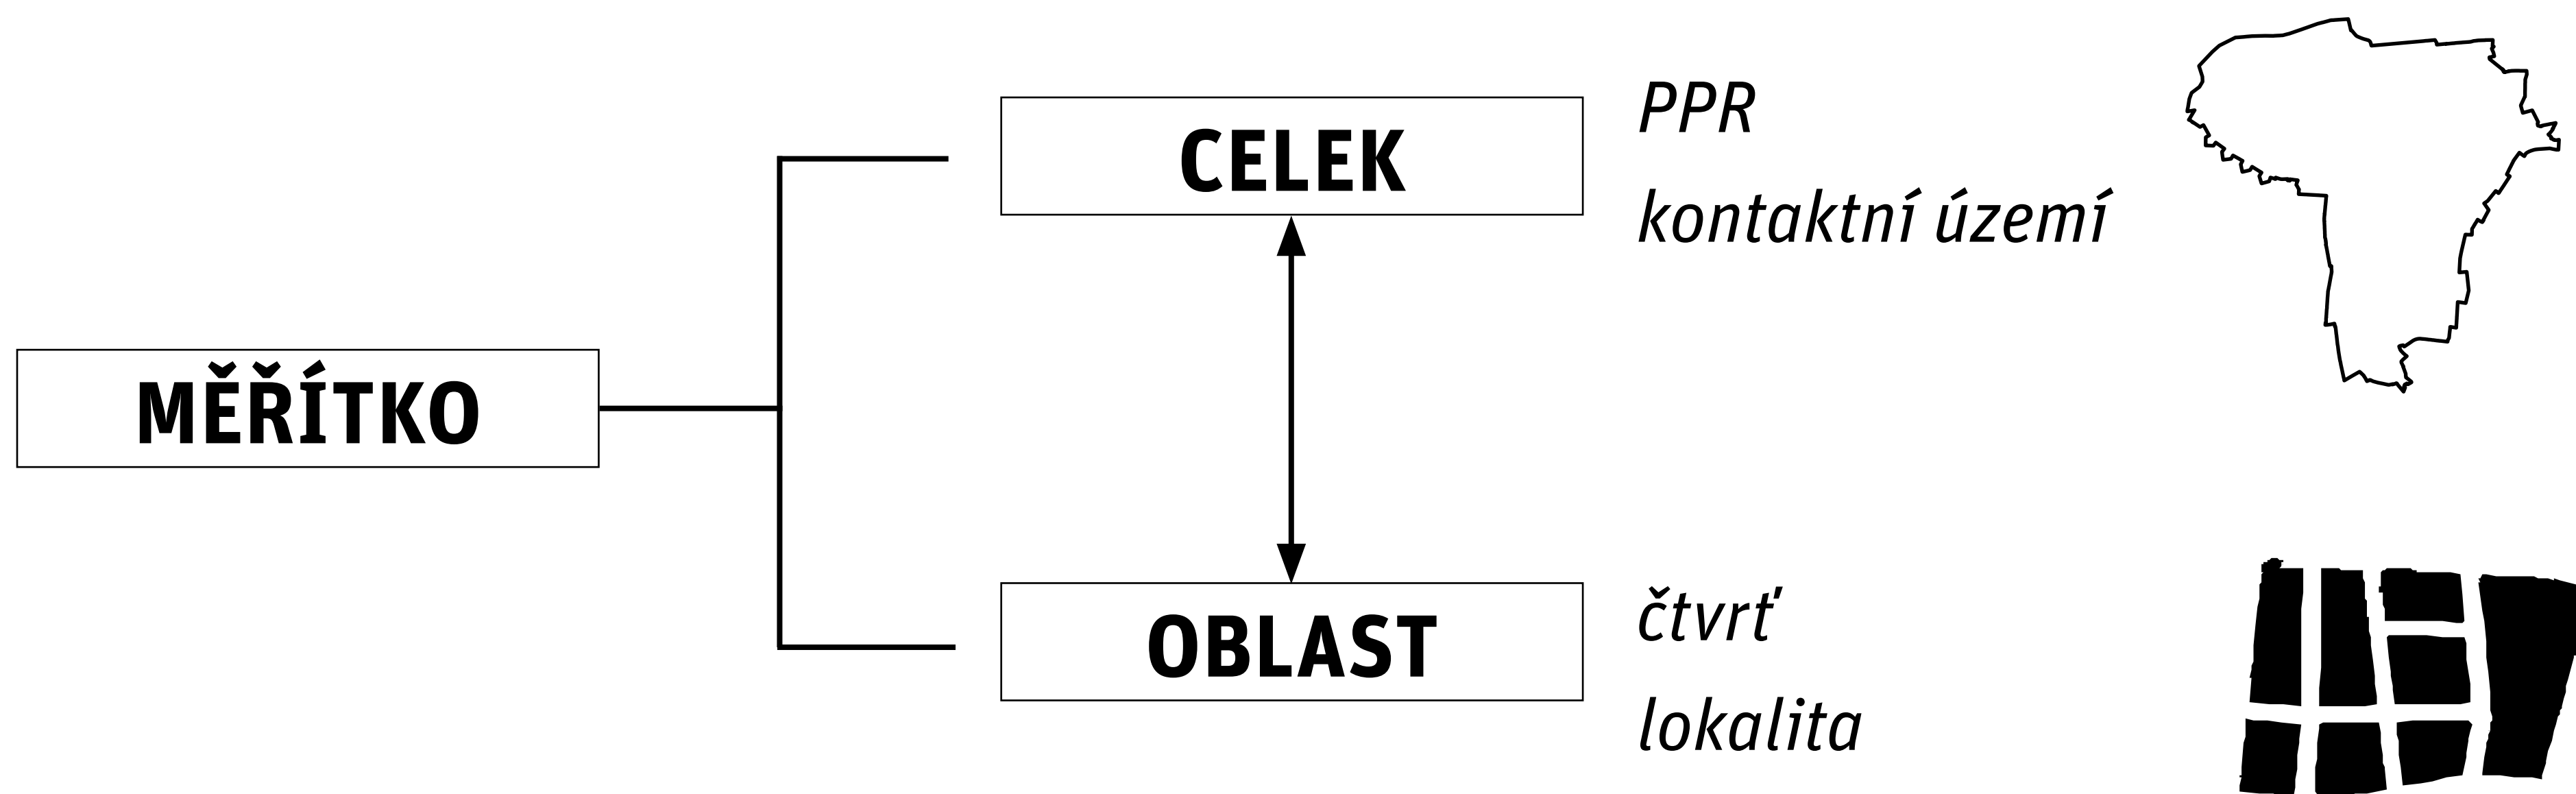 MĚŘÍTKO
CELEK
PPR
kontaktní území
OBLAST
čtvrť
lokalita